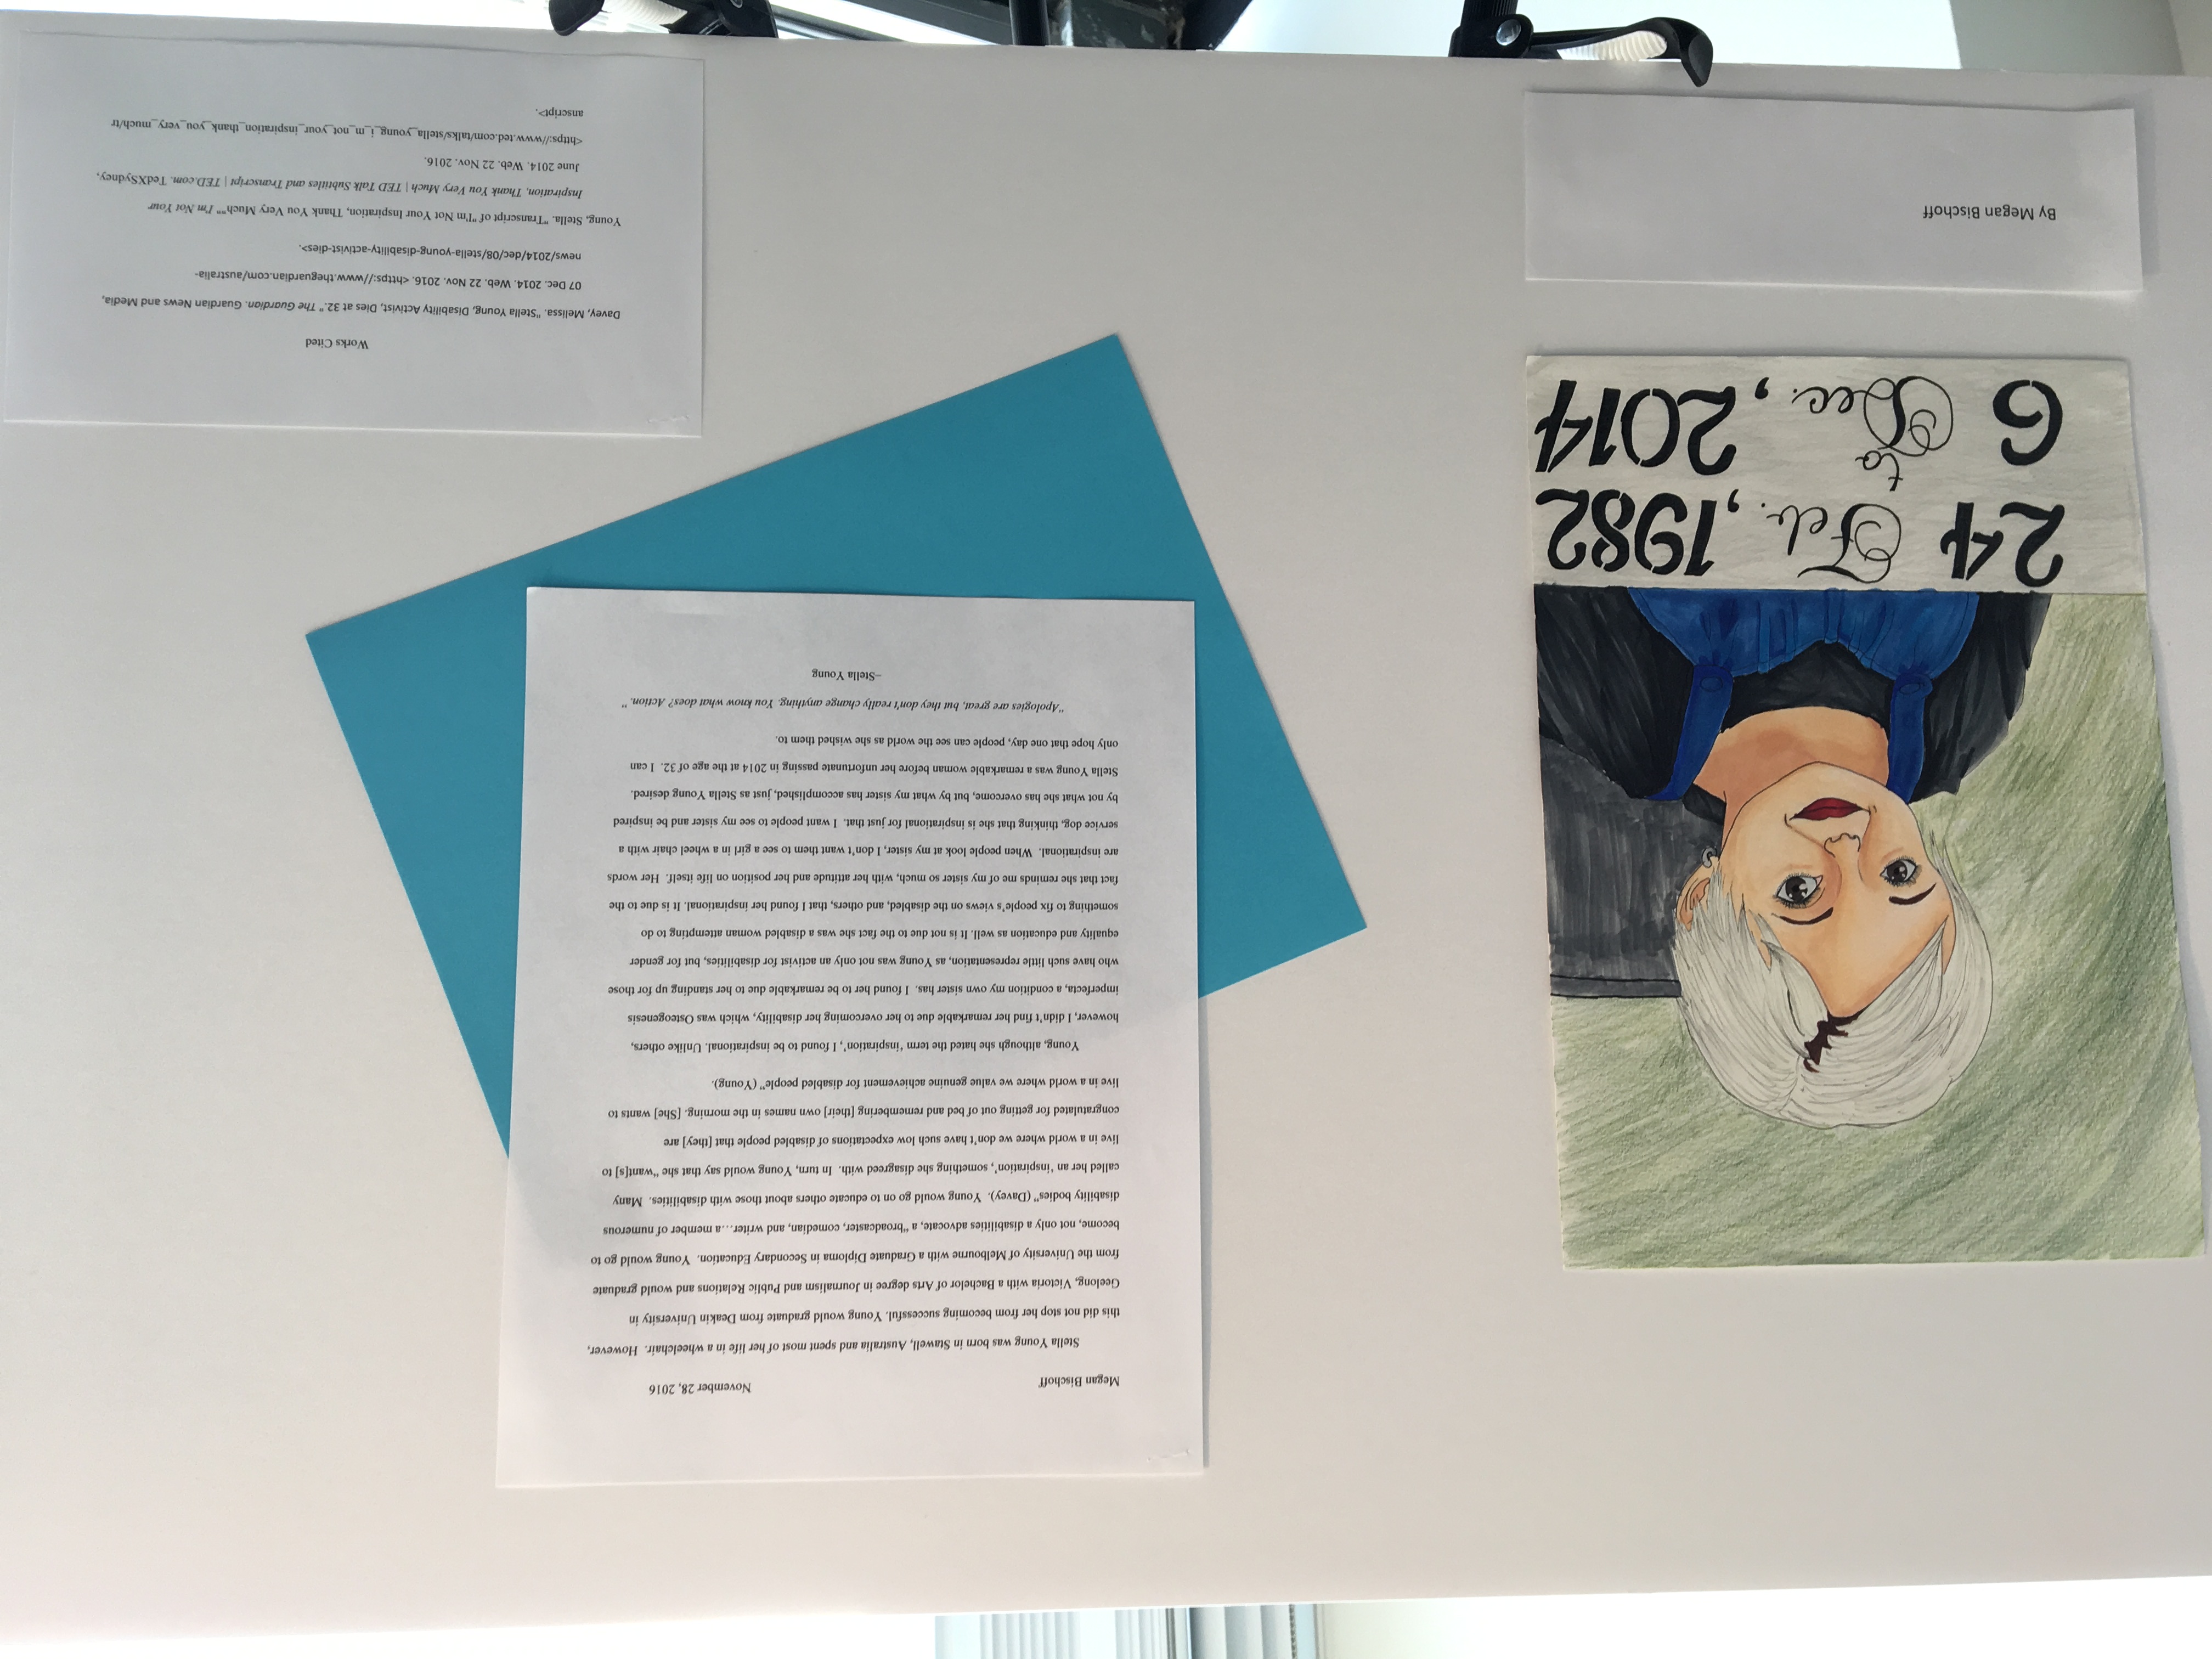 24 Feb., 1982
to
6 Dec., 2014
By Megan Bischoff
Megan Bischoff November 28, 2016
Stella Young was born in Stawell, Australia and spent most of her life in a wheelchair. However,
this did not stop her from becoming successful. Young would graduate from Deakin University in
Geelong, Victoria with a Bachelor of Arts degree in Journalism and Public Relations and would graduate
from the University of Melbourne with a Graduate Diploma in Secondary Education. Young would go to
become, not only a disabilities advocate, a “broadcaster, comedian, and writer…a member of numerous
disability bodies” (Davey). Young would go on to educate others about those with disabilities. Many
called her an ‘inspiration’, something she disagreed with. In turn, Young would say that she “want[s] to
live in a world where we don’t have such low expectations of disabled people that [they] are
congratulated for getting out of bed and remembering [their] own names in the morning. [She] wants to
live in a world where we value genuine achievement for disabled people” (Young).
Young, although she hated the term ‘inspiration’, I found to be inspirational. Unlike others,
however, I didn’t find her remarkable due to her overcoming her disability, which was Osteogenesis
imperfecta, a condition my own sister has. I found her to be remarkable due to her standing up for those
who have such little representation, as Young was not only an activist for disabilities, but for gender
equality and education as well. It is not due to the fact she was a disabled woman attempting to do
something to fix people’s views on the disabled, and others, that I found her inspirational. It is due to the
fact that she reminds me of my sister so much, with her attitude and her position on life itself. Her words
are inspirational. When people look at my sister, I don’t want them to see a girl in a wheel chair with a
service dog, thinking that she is inspirational for just that. I want people to see my sister and be inspired
by not what she has overcome, but by what my sister has accomplished, just as Stella Young desired.
Stella Young was a remarkable woman before her unfortunate passing in 2014 at the age of 32. I can
only hope that one day, people can see the world as she wished them to.
“Apologies are great, but they don’t really change anything. You know what does? Action.”
–Stella Young
Works Cited
Davey, Melissa. "Stella Young, Disability Activist, Dies at 32." The Guardian. Guardian News and Media,
07 Dec. 2014. Web. 22 Nov. 2016. <https://www.theguardian.com/australia-
news/2014/dec/08/stella-young-disability-activist-dies>.
Young, Stella. "Transcript of "I'm Not Your Inspiration, Thank You Very Much"" I'm Not Your
Inspiration, Thank You Very Much | TED Talk Subtitles and Transcript | TED.com. TedXSydney,
June 2014. Web. 22 Nov. 2016.
<https://www.ted.com/talks/stella_young_i_m_not_your_inspiration_thank_you_very_much/tr
anscript>.